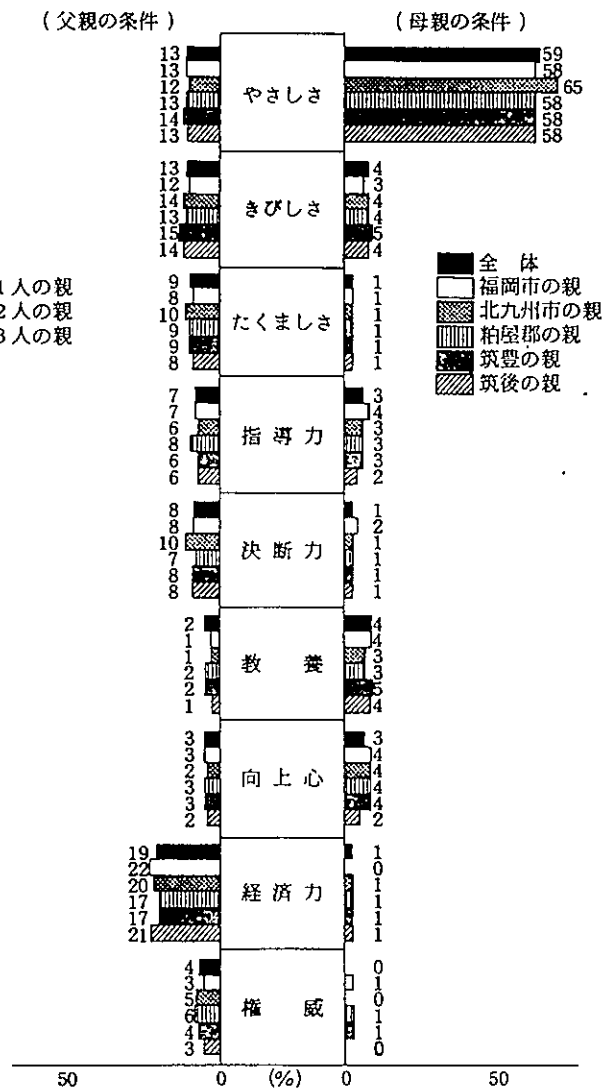 （父親の条件）　（母親の条件）
13　やさしさ　59
13　58
12　65
13　58
14　58
13　58
13　きびしさ　4
12　3
14　4
13　4
15　5
14　4
9　たくましさ　1
8　1
10　1
9　1
9　1
8　1
7　指導力　3
7　4
6　3
8　3
6　3
6　2
8　決断力　1
8　2
10　1
7　1
8　1
8　1
2　教養　4
1　4
1　3
2　3
2　5
1　4
3　向上心　3
3　4
2　4
3　4
3　4
2　2
19　経済力　1
22　0
20　1
17　1
17　1
21　1
4　権威　0
3　1
5　0
6　1
4　1
3　0
50　0　(%)　0　50
人の親
人の親
人の親
全体
福岡市の親
北九州市の親
粕屋郡の親
筑豊の親
筑後の親